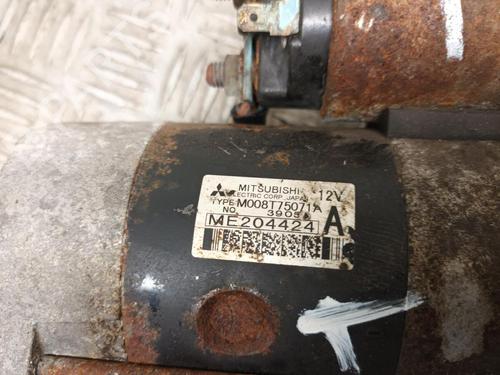 MITSUBISHI 12V
ELECTRIC CORP. JAPAN
TYPE M008T75071A
NO 3909
ME204424 A